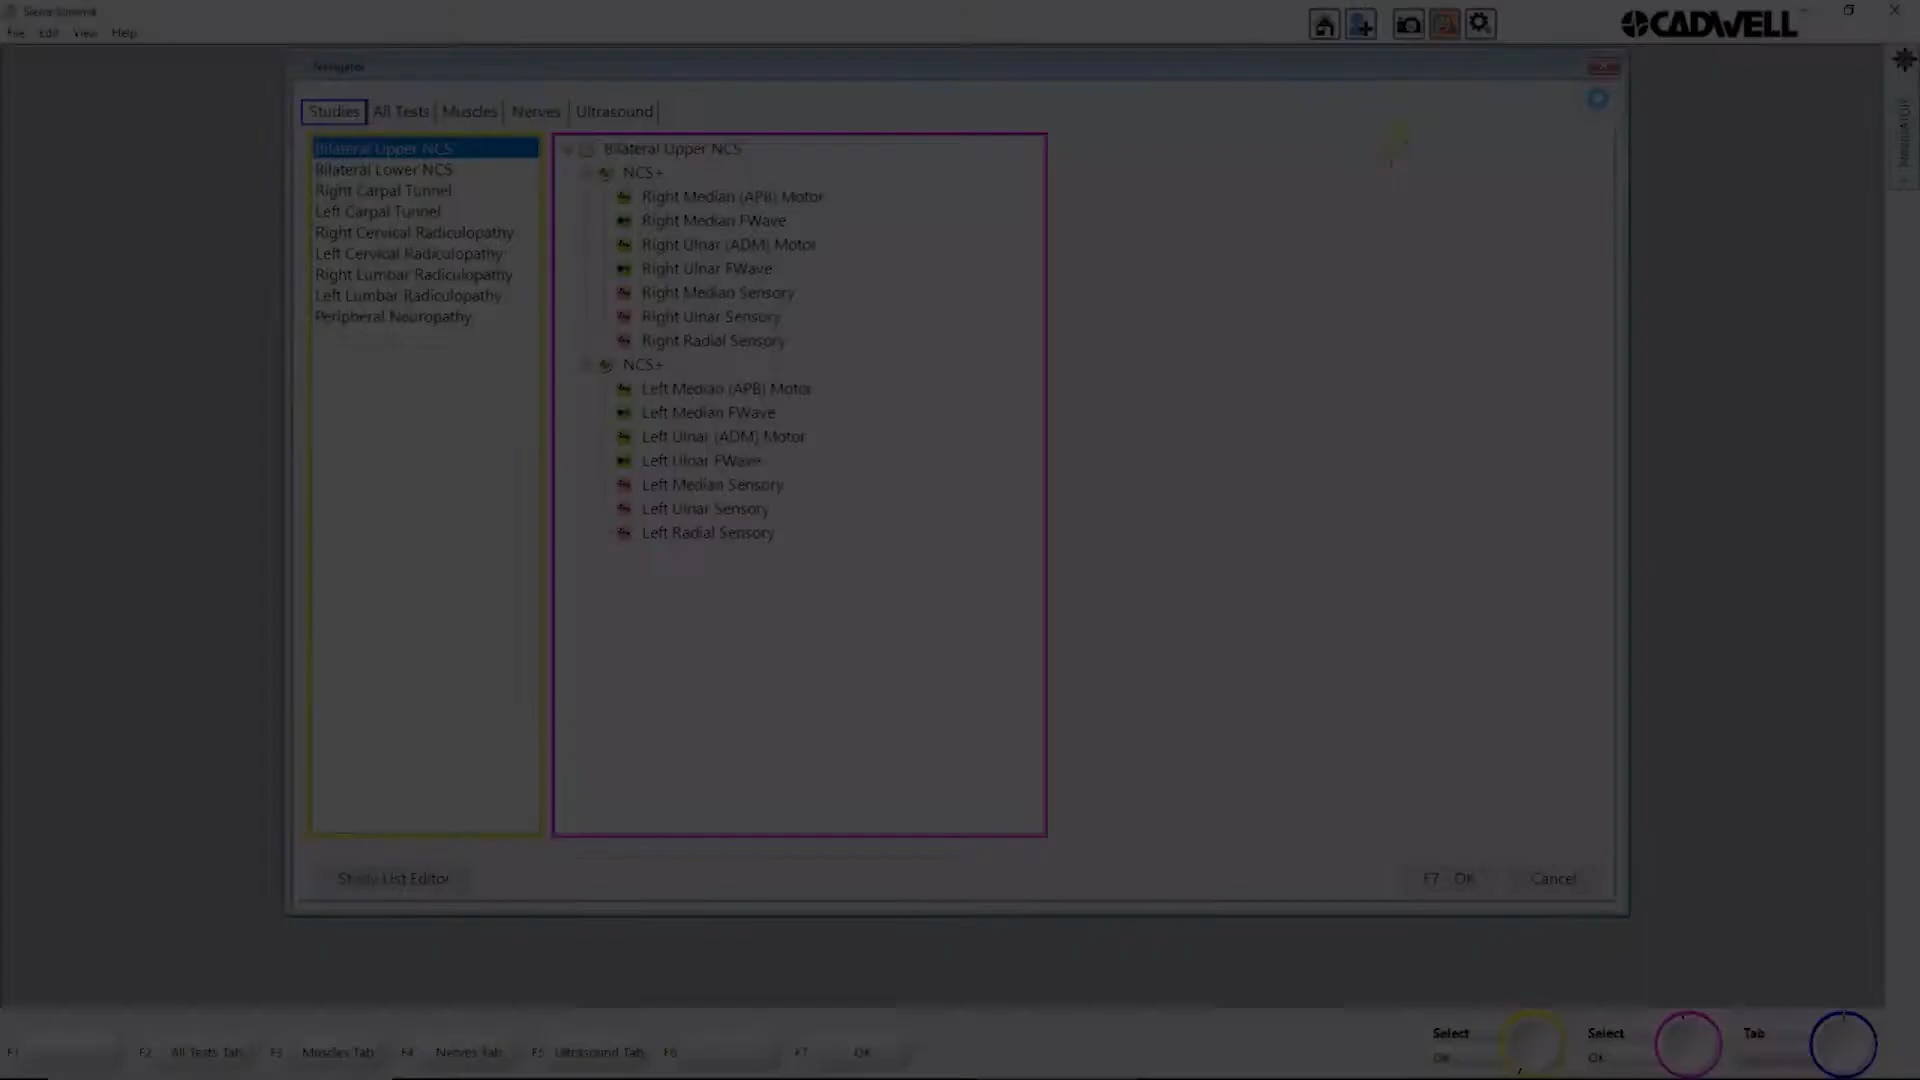 Sierra Summit
File Edit View Help
CADWELL
Navigator
Studies All Tests Muscles Nerves Ultrasound
NAVIGATOR
Bilateral Upper NCS
Bilateral Lower NCS
Right Carpal Tunnel
Left Carpal Tunnel
Right Cervical Radiculopathy
Left Cervical Radiculopathy
Right Lumbar Radiculopathy
Left Lumbar Radiculopathy
Peripheral Neuropathy
Bilateral Upper NCS
NCS+
Right Median (APB) Motor
Right Median FWave
Right Ulnar (ADM) Motor
Right Ulnar FWave
Right Median Sensory
Right Ulnar Sensory
Right Radial Sensory
NCS+
Left Median (APB) Motor
Left Median FWave
Left Ulnar (ADM) Motor
Left Ulnar FWave
Left Median Sensory
Left Ulnar Sensory
Left Radial Sensory
Study List Editor
F7 OK Cancel
Select Select Tab
OK OK
F1 F2 All Tests Tab F3 Muscles Tab F4 Nerves Tab F5 Ultrasound Tab F6 F7 OK